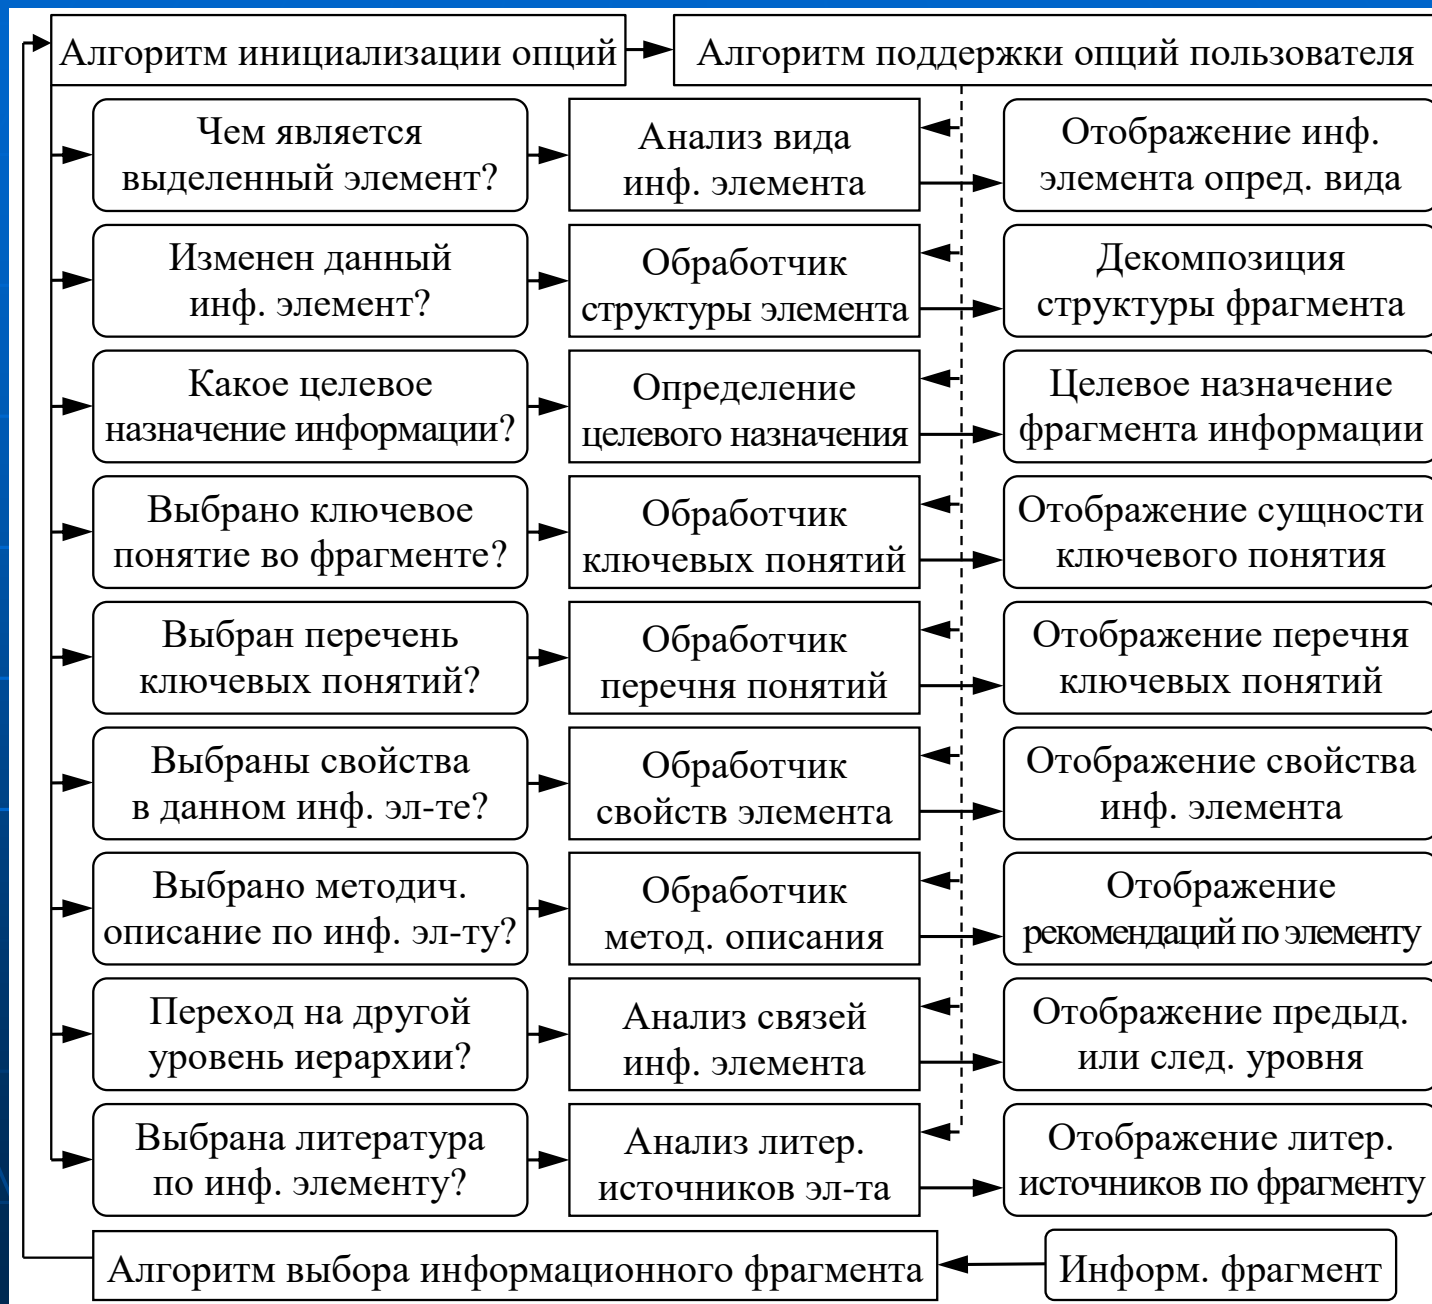 Алгоритм инициализации опций
Алгоритм поддержки опций пользователя
Чем является
выделенный элемент?
Анализ вида
инф. элемента
Отображение инф.
элемента опред. вида
Изменен данный
инф. элемент?
Обработчик
структуры элемента
Декомпозиция
структуры фрагмента
Какое целевое
назначение информации?
Определение
целевого назначения
Целевое назначение
фрагмента информации
Выбрано ключевое
понятие во фрагменте?
Обработчик
ключевых понятий
Отображение сущности
ключевого понятия
Выбран перечень
ключевых понятий?
Обработчик
перечня понятий
Отображение перечня
ключевых понятий
Выбраны свойства
в данном инф. эл-те?
Обработчик
свойств элемента
Отображение свойства
инф. элемента
Выбрано методич.
описание по инф. эл-ту?
Обработчик
метод. описания
Отображение
рекомендаций по элементу
Переход на другой
уровень иерархии?
Анализ связей
инф. элемента
Отображение предыд.
или след. уровня
Выбрана литература
по инф. элементу?
Анализ литер.
источников эл-та
Отображение литер.
источников по фрагменту
Алгоритм выбора информационного фрагмента
Информ. фрагмент